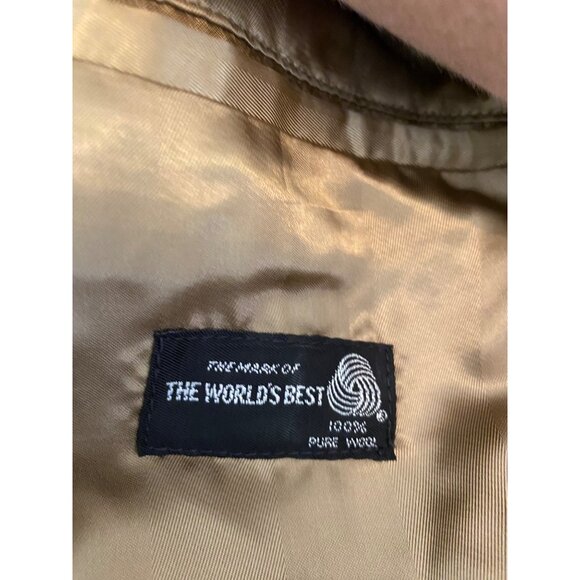 THE MARK OF
THE WORLD'S BEST
®
100%
PURE WOOL